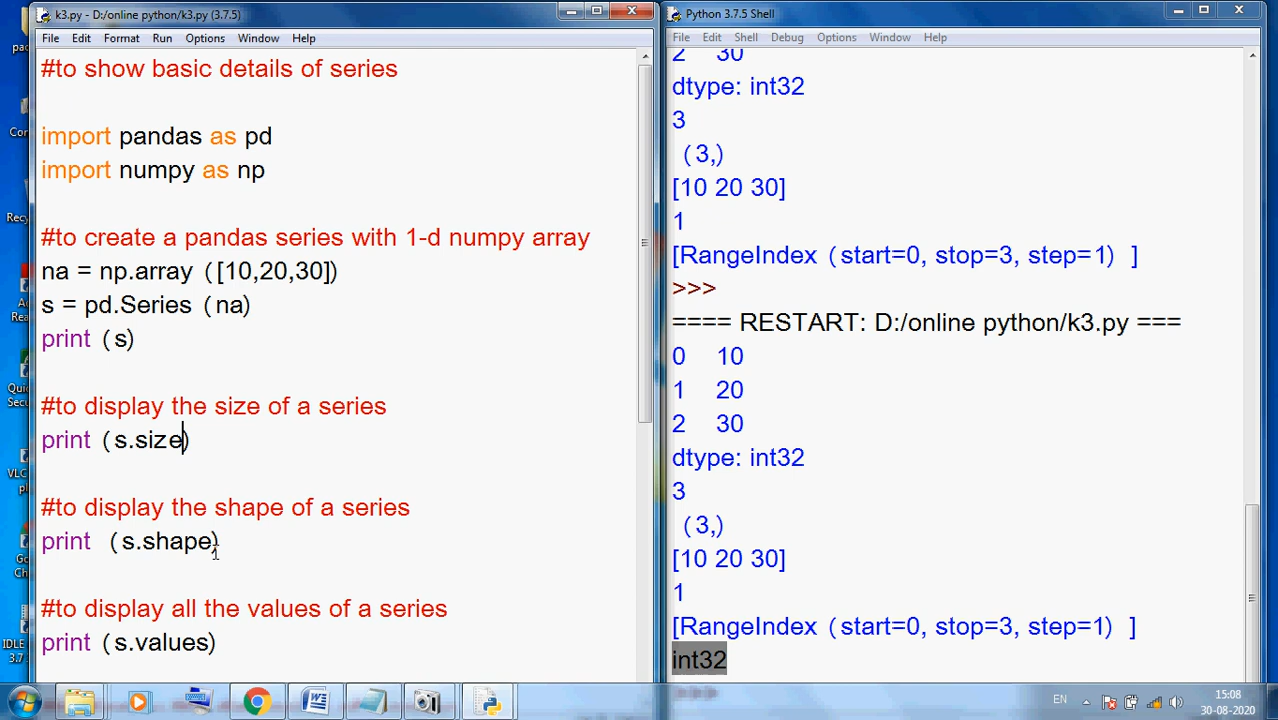 k3.py - D:/online python/k3.py (3.7.5)
File Edit Format Run Options Window Help
#to show basic details of series
import pandas as pd
import numpy as np
#to create a pandas series with 1-d numpy array
na = np.array ([10,20,30])
s = pd.Series (na)
print (s)
#to display the size of a series
print (s.size)
#to display the shape of a series
print (s.shape)
#to display all the values of a series
print (s.values)
Python 3.7.5 Shell
File Edit Shell Debug Options Window Help
2 30
dtype: int32
3
(3,)
[10 20 30]
1
[RangeIndex (start=0, stop=3, step=1) ]
>>>
==== RESTART: D:/online python/k3.py ===
0 10
1 20
2 30
dtype: int32
3
(3,)
[10 20 30]
1
[RangeIndex (start=0, stop=3, step=1) ]
int32
IDLE
3.7
EN
15:08
30-08-2020